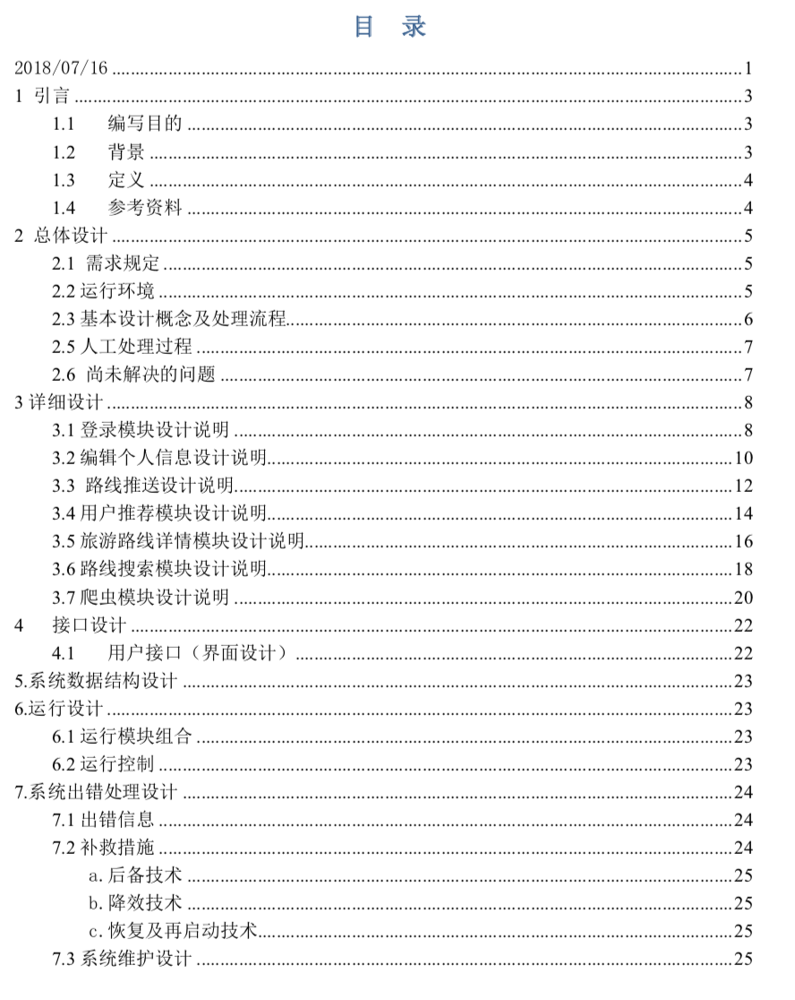 目 录
2018/07/16..........1
1 引言..........3
1.1 编写目的..........3
1.2 背景..........3
1.3 定义..........4
1.4 参考资料..........4
2 总体设计..........5
2.1 需求规定..........5
2.2 运行环境..........5
2.3 基本设计概念及处理流程..........6
2.5 人工处理过程..........7
2.6 尚未解决的问题..........7
3 详细设计..........8
3.1 登录模块设计说明..........8
3.2 编辑个人信息设计说明..........10
3.3 路线推送设计说明..........12
3.4 用户推荐模块设计说明..........14
3.5 旅游路线详情模块设计说明..........16
3.6 路线搜索模块设计说明..........18
3.7 爬虫模块设计说明..........20
4 接口设计..........22
4.1 用户接口（界面设计）..........22
5.系统数据结构设计..........23
6.运行设计..........23
6.1 运行模块组合..........23
6.2 运行控制..........23
7.系统出错处理设计..........24
7.1 出错信息..........24
7.2 补救措施..........24
a.后备技术..........25
b.降效技术..........25
c.恢复及再启动技术..........25
7.3 系统维护设计..........25